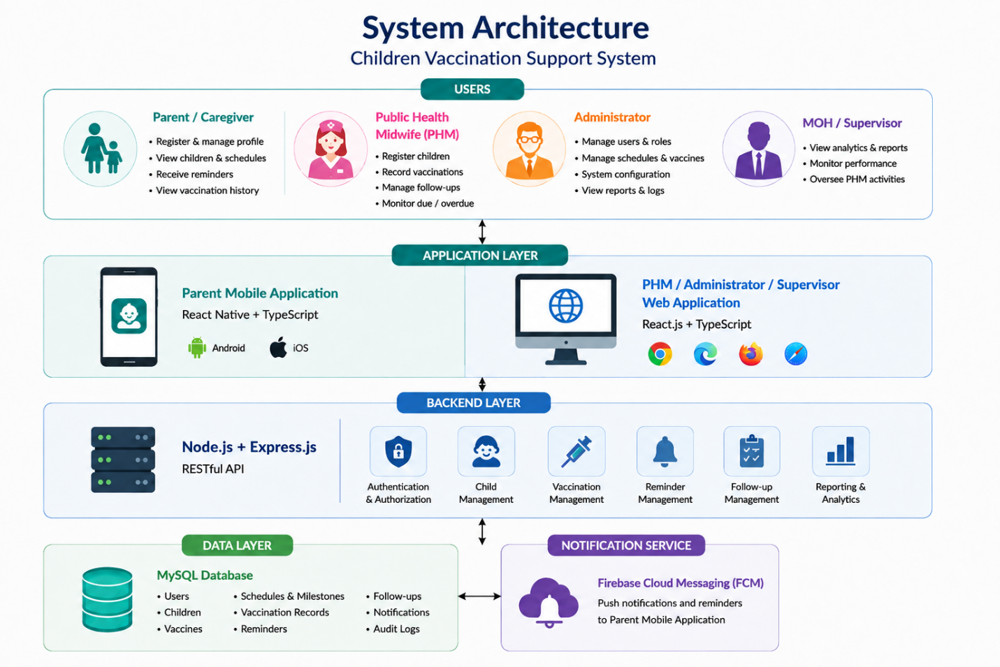 System Architecture
Children Vaccination Support System
USERS
Parent / Caregiver
• Register & manage profile
• View children & schedules
• Receive reminders
• View vaccination history
Public Health
Midwife (PHM)
• Register children
• Record vaccinations
• Manage follow-ups
• Monitor due / overdue
Administrator
• Manage users & roles
• Manage schedules & vaccines
• System configuration
• View reports & logs
MOH / Supervisor
• View analytics & reports
• Monitor performance
• Oversee PHM activities
APPLICATION LAYER
Parent Mobile Application
React Native + TypeScript
Android
iOS
PHM / Administrator / Supervisor
Web Application
React.js + TypeScript
BACKEND LAYER
Node.js + Express.js
RESTful API
Authentication
& Authorization
Child
Management
Vaccination
Management
Reminder
Management
Follow-up
Management
Reporting &
Analytics
DATA LAYER
MySQL Database
• Users
• Children
• Vaccines
• Schedules & Milestones
• Vaccination Records
• Reminders
• Follow-ups
• Notifications
• Audit Logs
NOTIFICATION SERVICE
Firebase Cloud Messaging (FCM)
Push notifications and reminders
to Parent Mobile Application